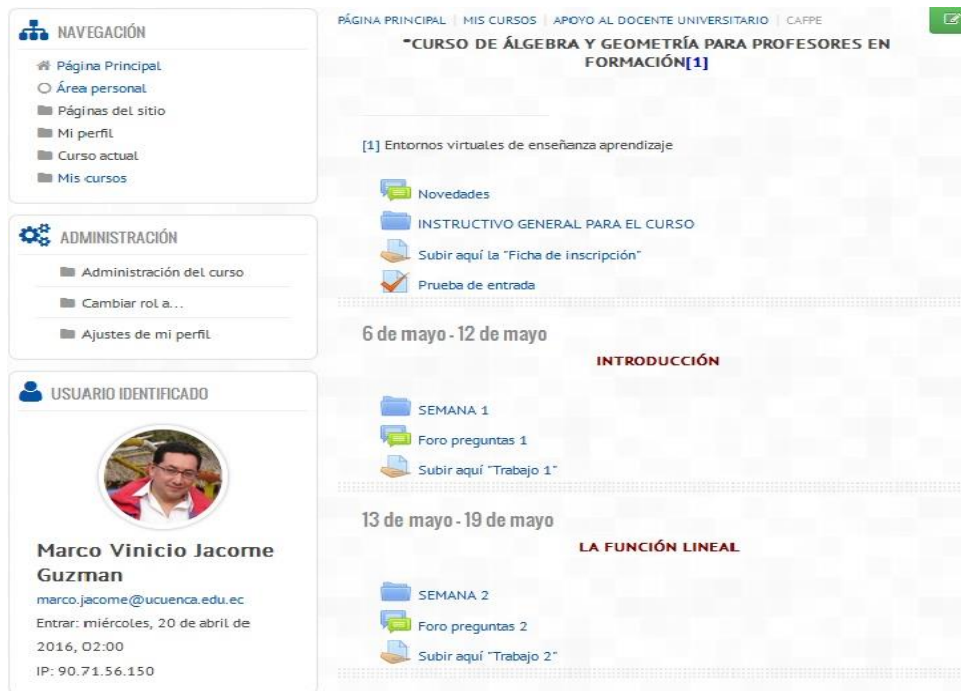 NAVEGACIÓN
Página Principal
Área personal
Páginas del sitio
Mi perfil
Curso actual
Mis cursos
ADMINISTRACIÓN
Administración del curso
Cambiar rol a...
Ajustes de mi perfil
USUARIO IDENTIFICADO
Marco Vinicio Jacome
Guzman
marco.jacome@ucuenca.edu.ec
Entrar: miércoles, 20 de abril de
2016, 02:00
IP: 90.71.56.150
PÁGINA PRINCIPAL | MIS CURSOS | APOYO AL DOCENTE UNIVERSITARIO | CAFPE
"CURSO DE ÁLGEBRA Y GEOMETRÍA PARA PROFESORES EN
FORMACIÓN[1]
[1] Entornos virtuales de enseñanza aprendizaje
Novedades
INSTRUCTIVO GENERAL PARA EL CURSO
Subir aquí la "Ficha de inscripción"
Prueba de entrada
6 de mayo - 12 de mayo
INTRODUCCIÓN
SEMANA 1
Foro preguntas 1
Subir aquí "Trabajo 1"
13 de mayo - 19 de mayo
LA FUNCIÓN LINEAL
SEMANA 2
Foro preguntas 2
Subir aquí "Trabajo 2"